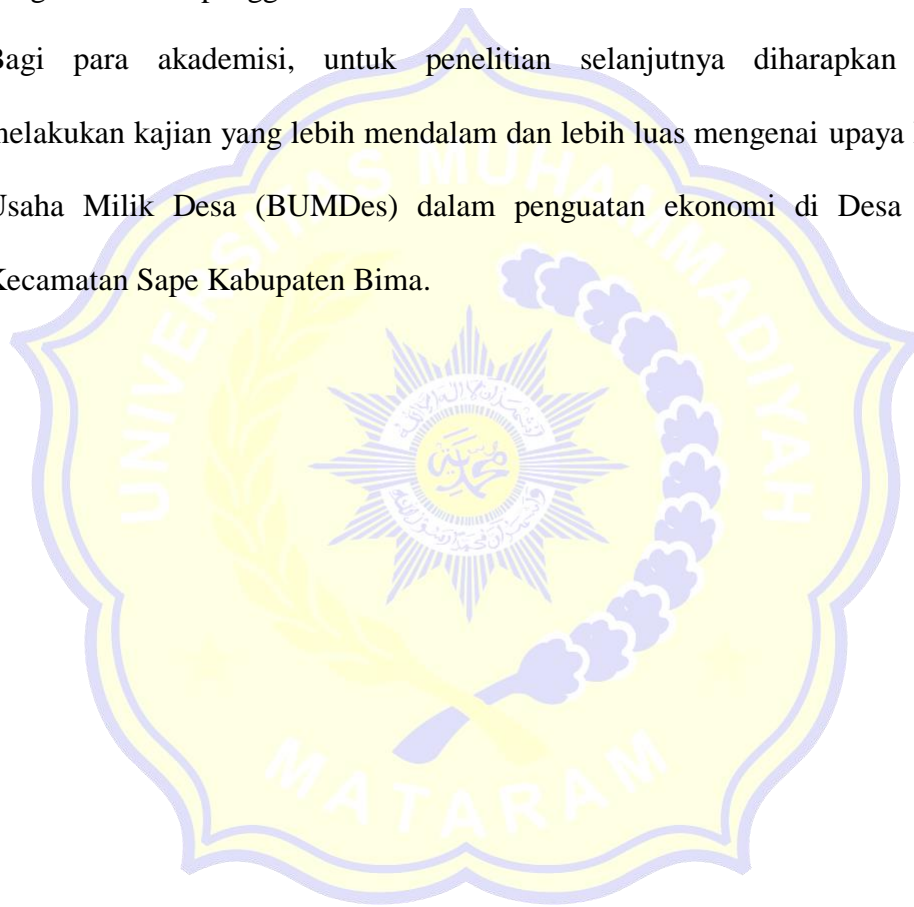 Bagi para akademisi, untuk penelitian selanjutnya diharapkan
melakukan kajian yang lebih mendalam dan lebih luas mengenai upaya
Usaha Milik Desa (BUMDes) dalam penguatan ekonomi di Desa
Kecamatan Sape Kabupaten Bima.
UNIVERSITAS MUHAMMADIYAH
MATARAM